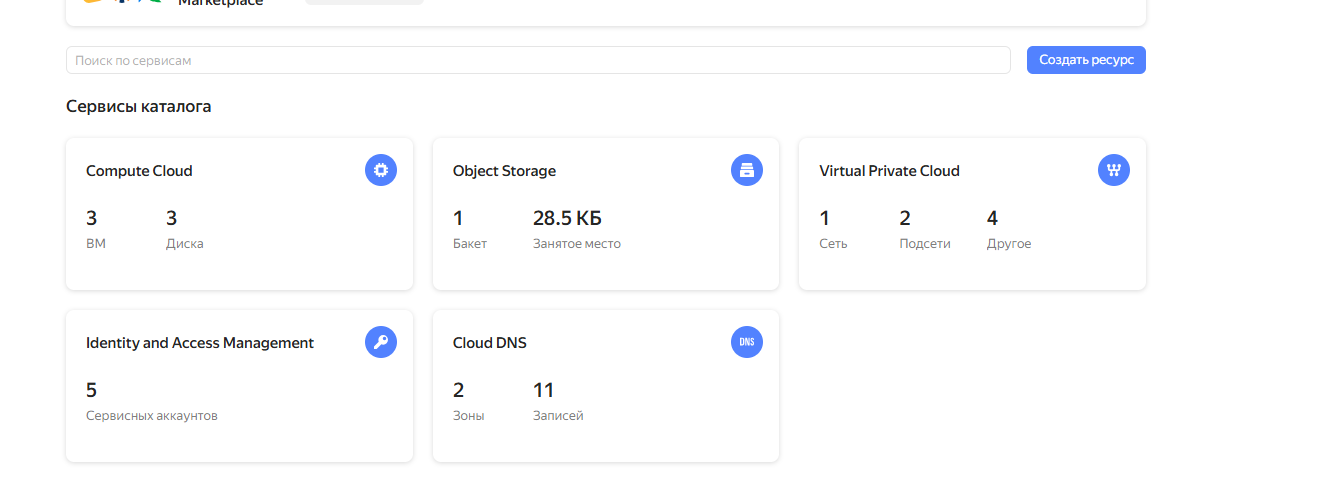 Marketplace
Поиск по сервисам
Создать ресурс
Сервисы каталога
Compute Cloud
3 3
ВМ Диска
Object Storage
1 28.5 КБ
Бакет Занятое место
Virtual Private Cloud
1 2 4
Сеть Подсети Другое
Identity and Access Management
5
Сервисных аккаунтов
Cloud DNS
DNS
2 11
Зоны Записей